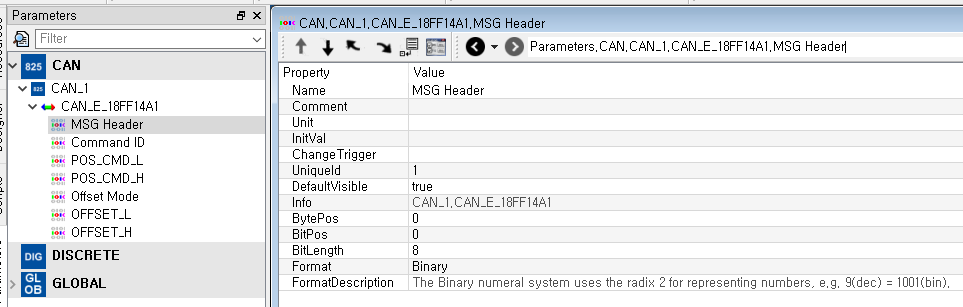 Parameters
Filter
825 CAN
825 CAN_1
CAN_E_18FF14A1
MSG Header
Command ID
POS_CMD_L
POS_CMD_H
Offset Mode
OFFSET_L
OFFSET_H
DIG DISCRETE
GL OB GLOBAL
CAN,CAN_1,CAN_E_18FF14A1,MSG Header
Parameters,CAN,CAN_1,CAN_E_18FF14A1,MSG Header
Property Value
Name MSG Header
Comment
Unit
InitVal
ChangeTrigger
UniqueId 1
DefaultVisible true
Info CAN_1,CAN_E_18FF14A1
BytePos 0
BitPos 0
BitLength 8
Format Binary
FormatDescription The Binary numeral system uses the radix 2 for representing numbers, e,g, 9(dec) = 1001(bin),